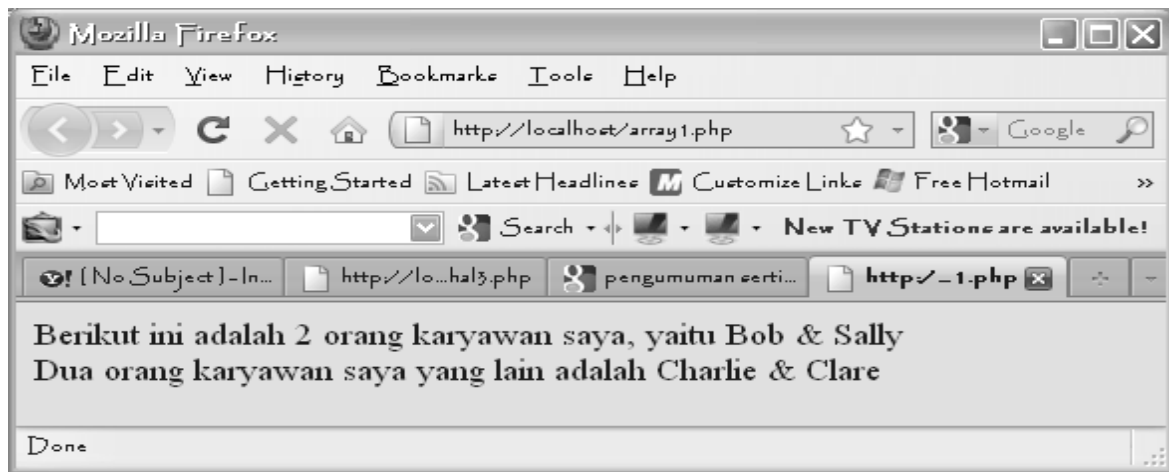 Mozilla Firefox
File Edit View History Bookmarks Tools Help
http://localhost/array1.php Google
Most Visited Getting Started Latest Headlines Customize Links Free Hotmail »
Search New TV Stations are available!
[No Subject] - In... http://lo...hal3.php pengumuman serti... http:/-1.php
Berikut ini adalah 2 orang karyawan saya, yaitu Bob & Sally
Dua orang karyawan saya yang lain adalah Charlie & Clare
Done